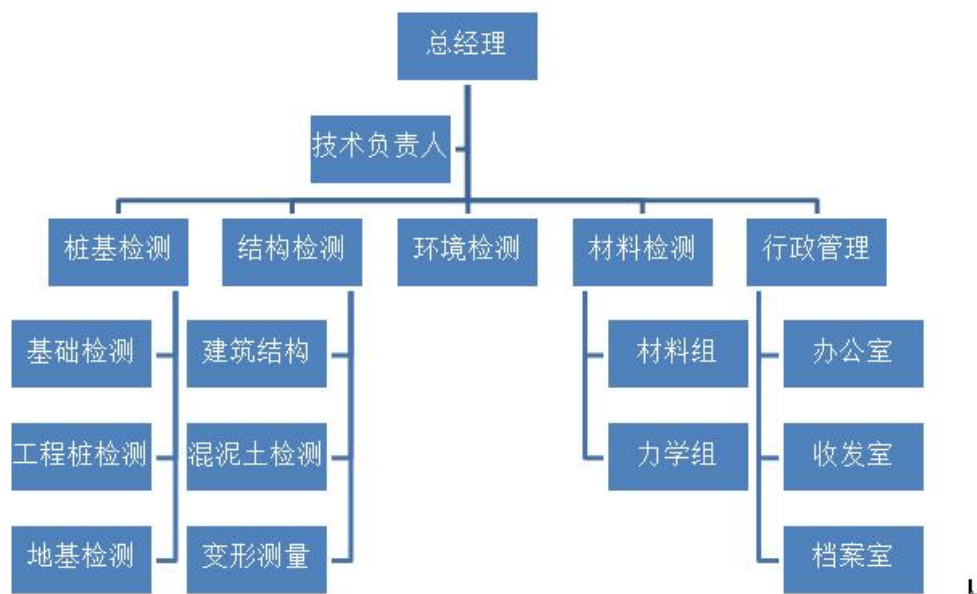 总经理
技术负责人
桩基检测
结构检测
环境检测
材料检测
行政管理
基础检测
建筑结构
材料组
办公室
工程桩检测
混泥土检测
力学组
收发室
地基检测
变形测量
档案室